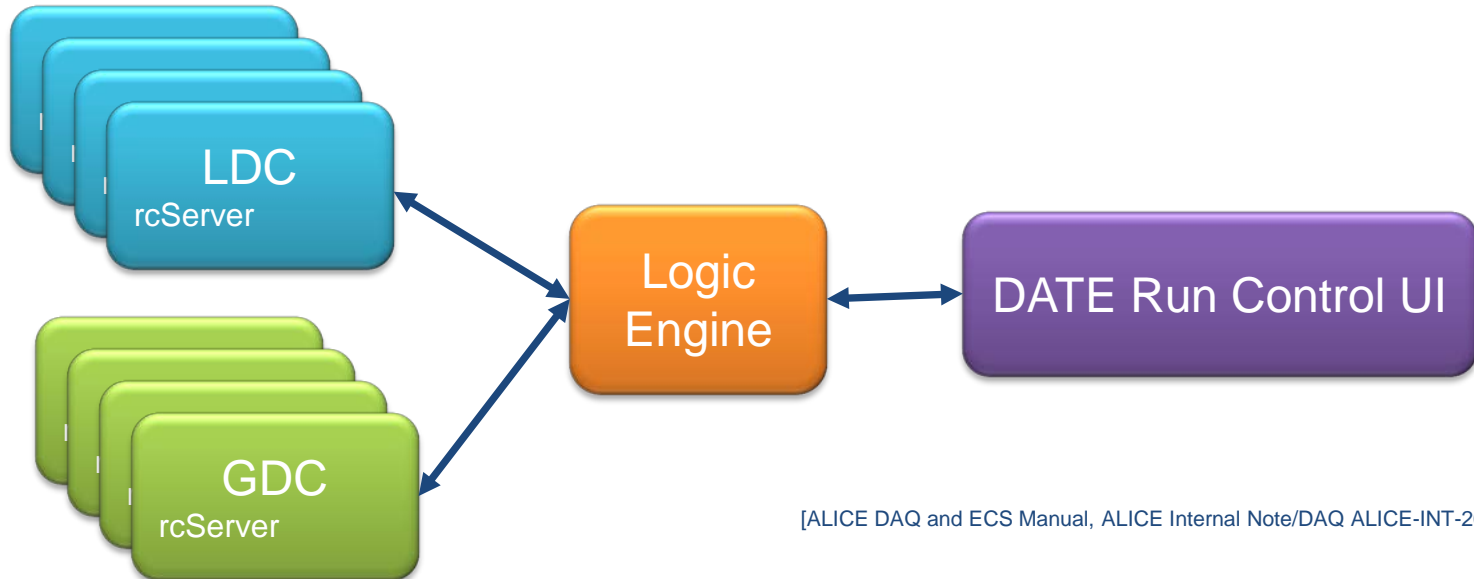 LDC
rcServer
Logic
Engine
DATE Run Control UI
GDC
rcServer
[ALICE DAQ and ECS Manual, ALICE Internal Note/DAQ ALICE-INT-2